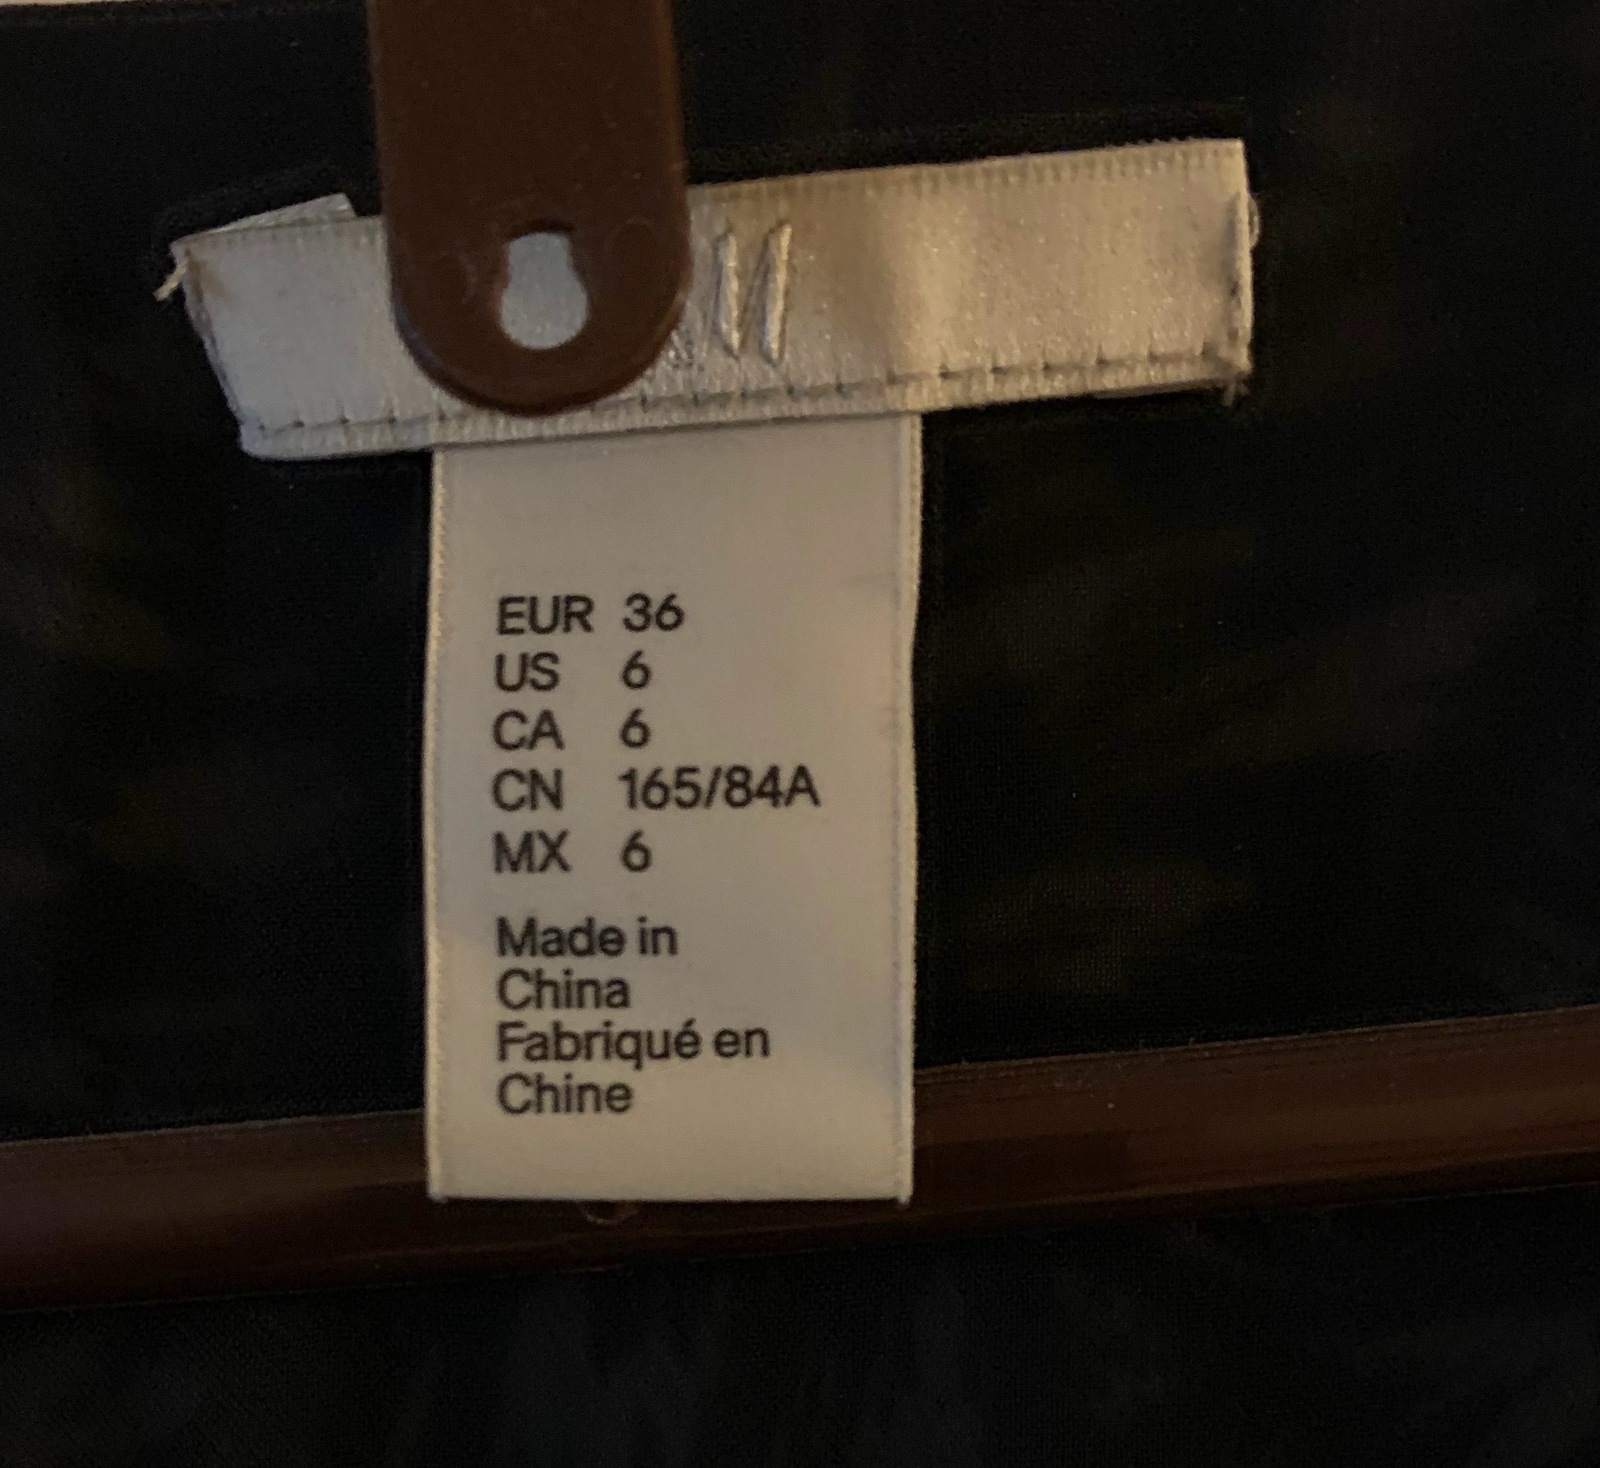 M
EUR 36
US 6
CA 6
CN 165/84A
MX 6
Made in
China
Fabriqué en
Chine